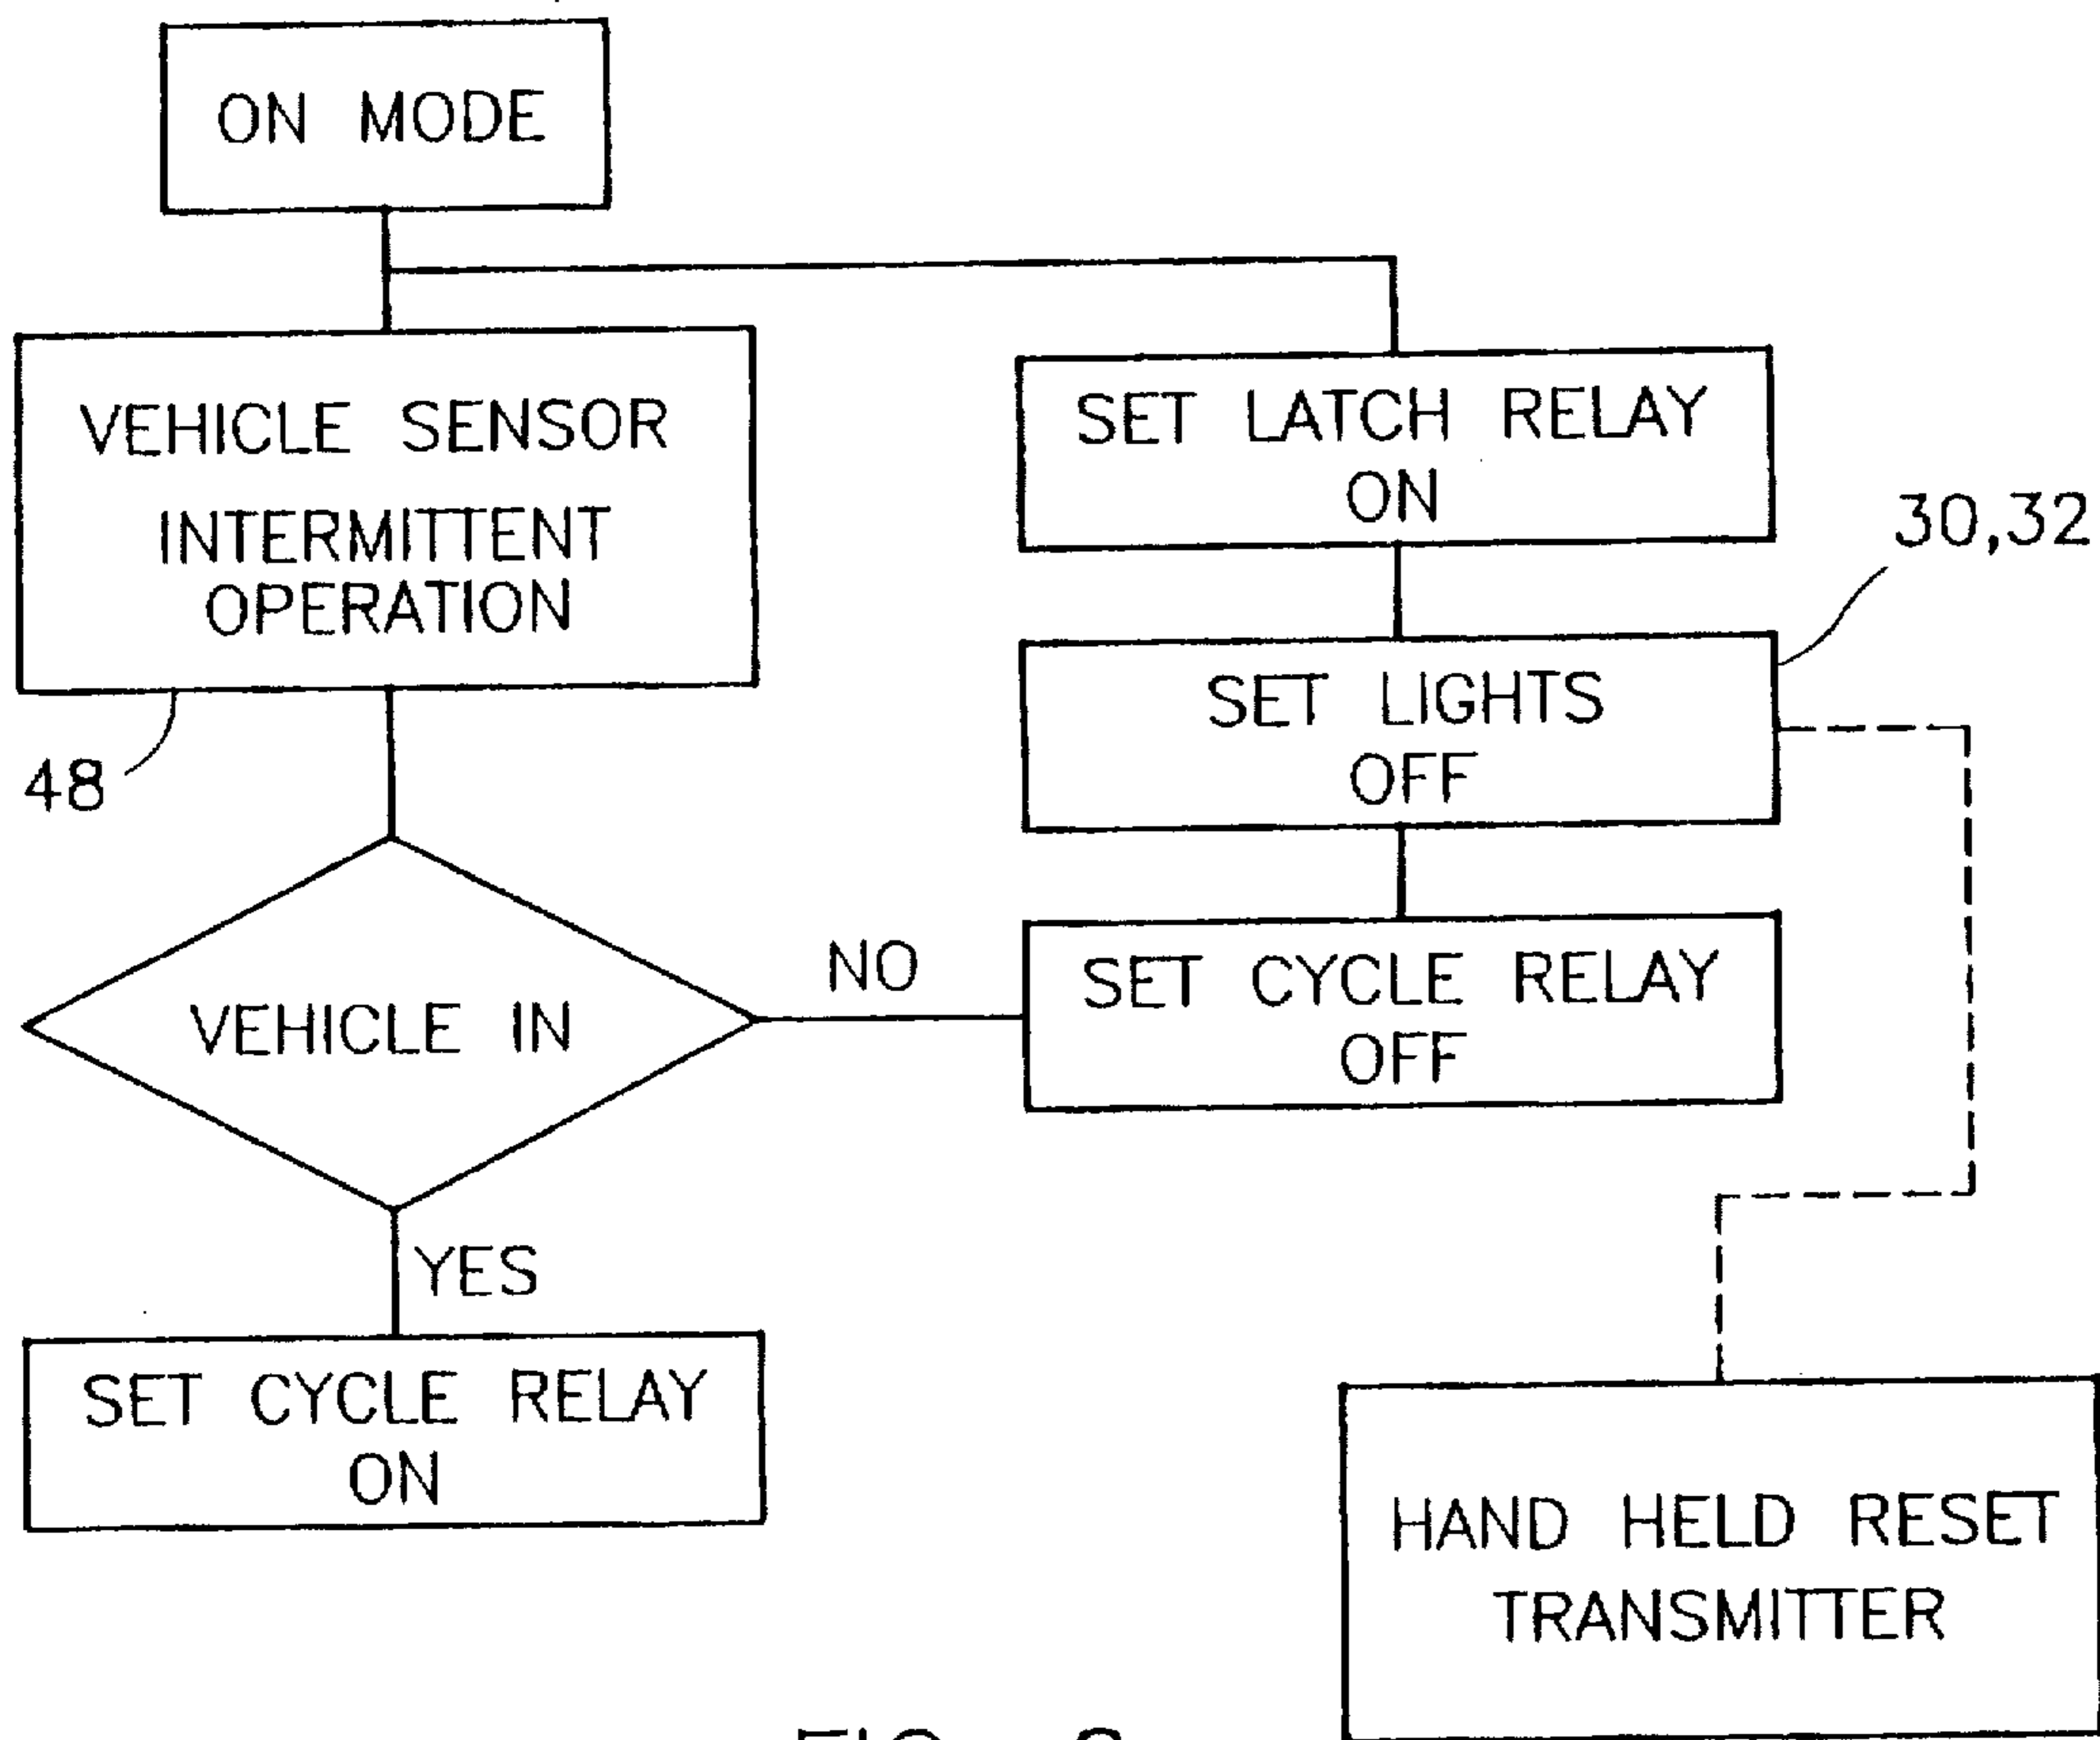 ON MODE
VEHICLE SENSOR
INTERMITTENT
OPERATION
48
SET LATCH RELAY
ON
30,32
SET LIGHTS
OFF
VEHICLE IN
NO
SET CYCLE RELAY
OFF
YES
SET CYCLE RELAY
ON
HAND HELD RESET
TRANSMITTER